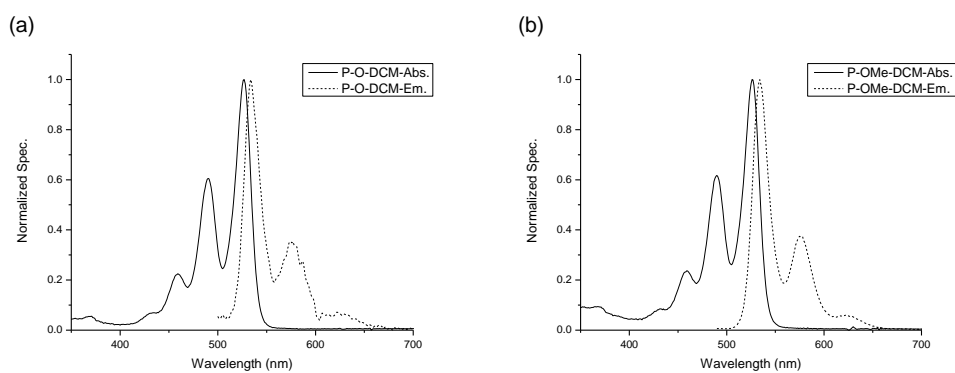 (a)
P-O-DCM-Abs.
P-O-DCM-Em.
1.0
0.8
0.6
0.4
0.2
0.0
Normalized Spec.
400
500
600
700
Wavelength (nm)
(b)
P-OMe-DCM-Abs.
P-OMe-DCM-Em.
1.0
0.8
0.6
0.4
0.2
0.0
Normalized Spec.
400
500
600
700
Wavelength (nm)